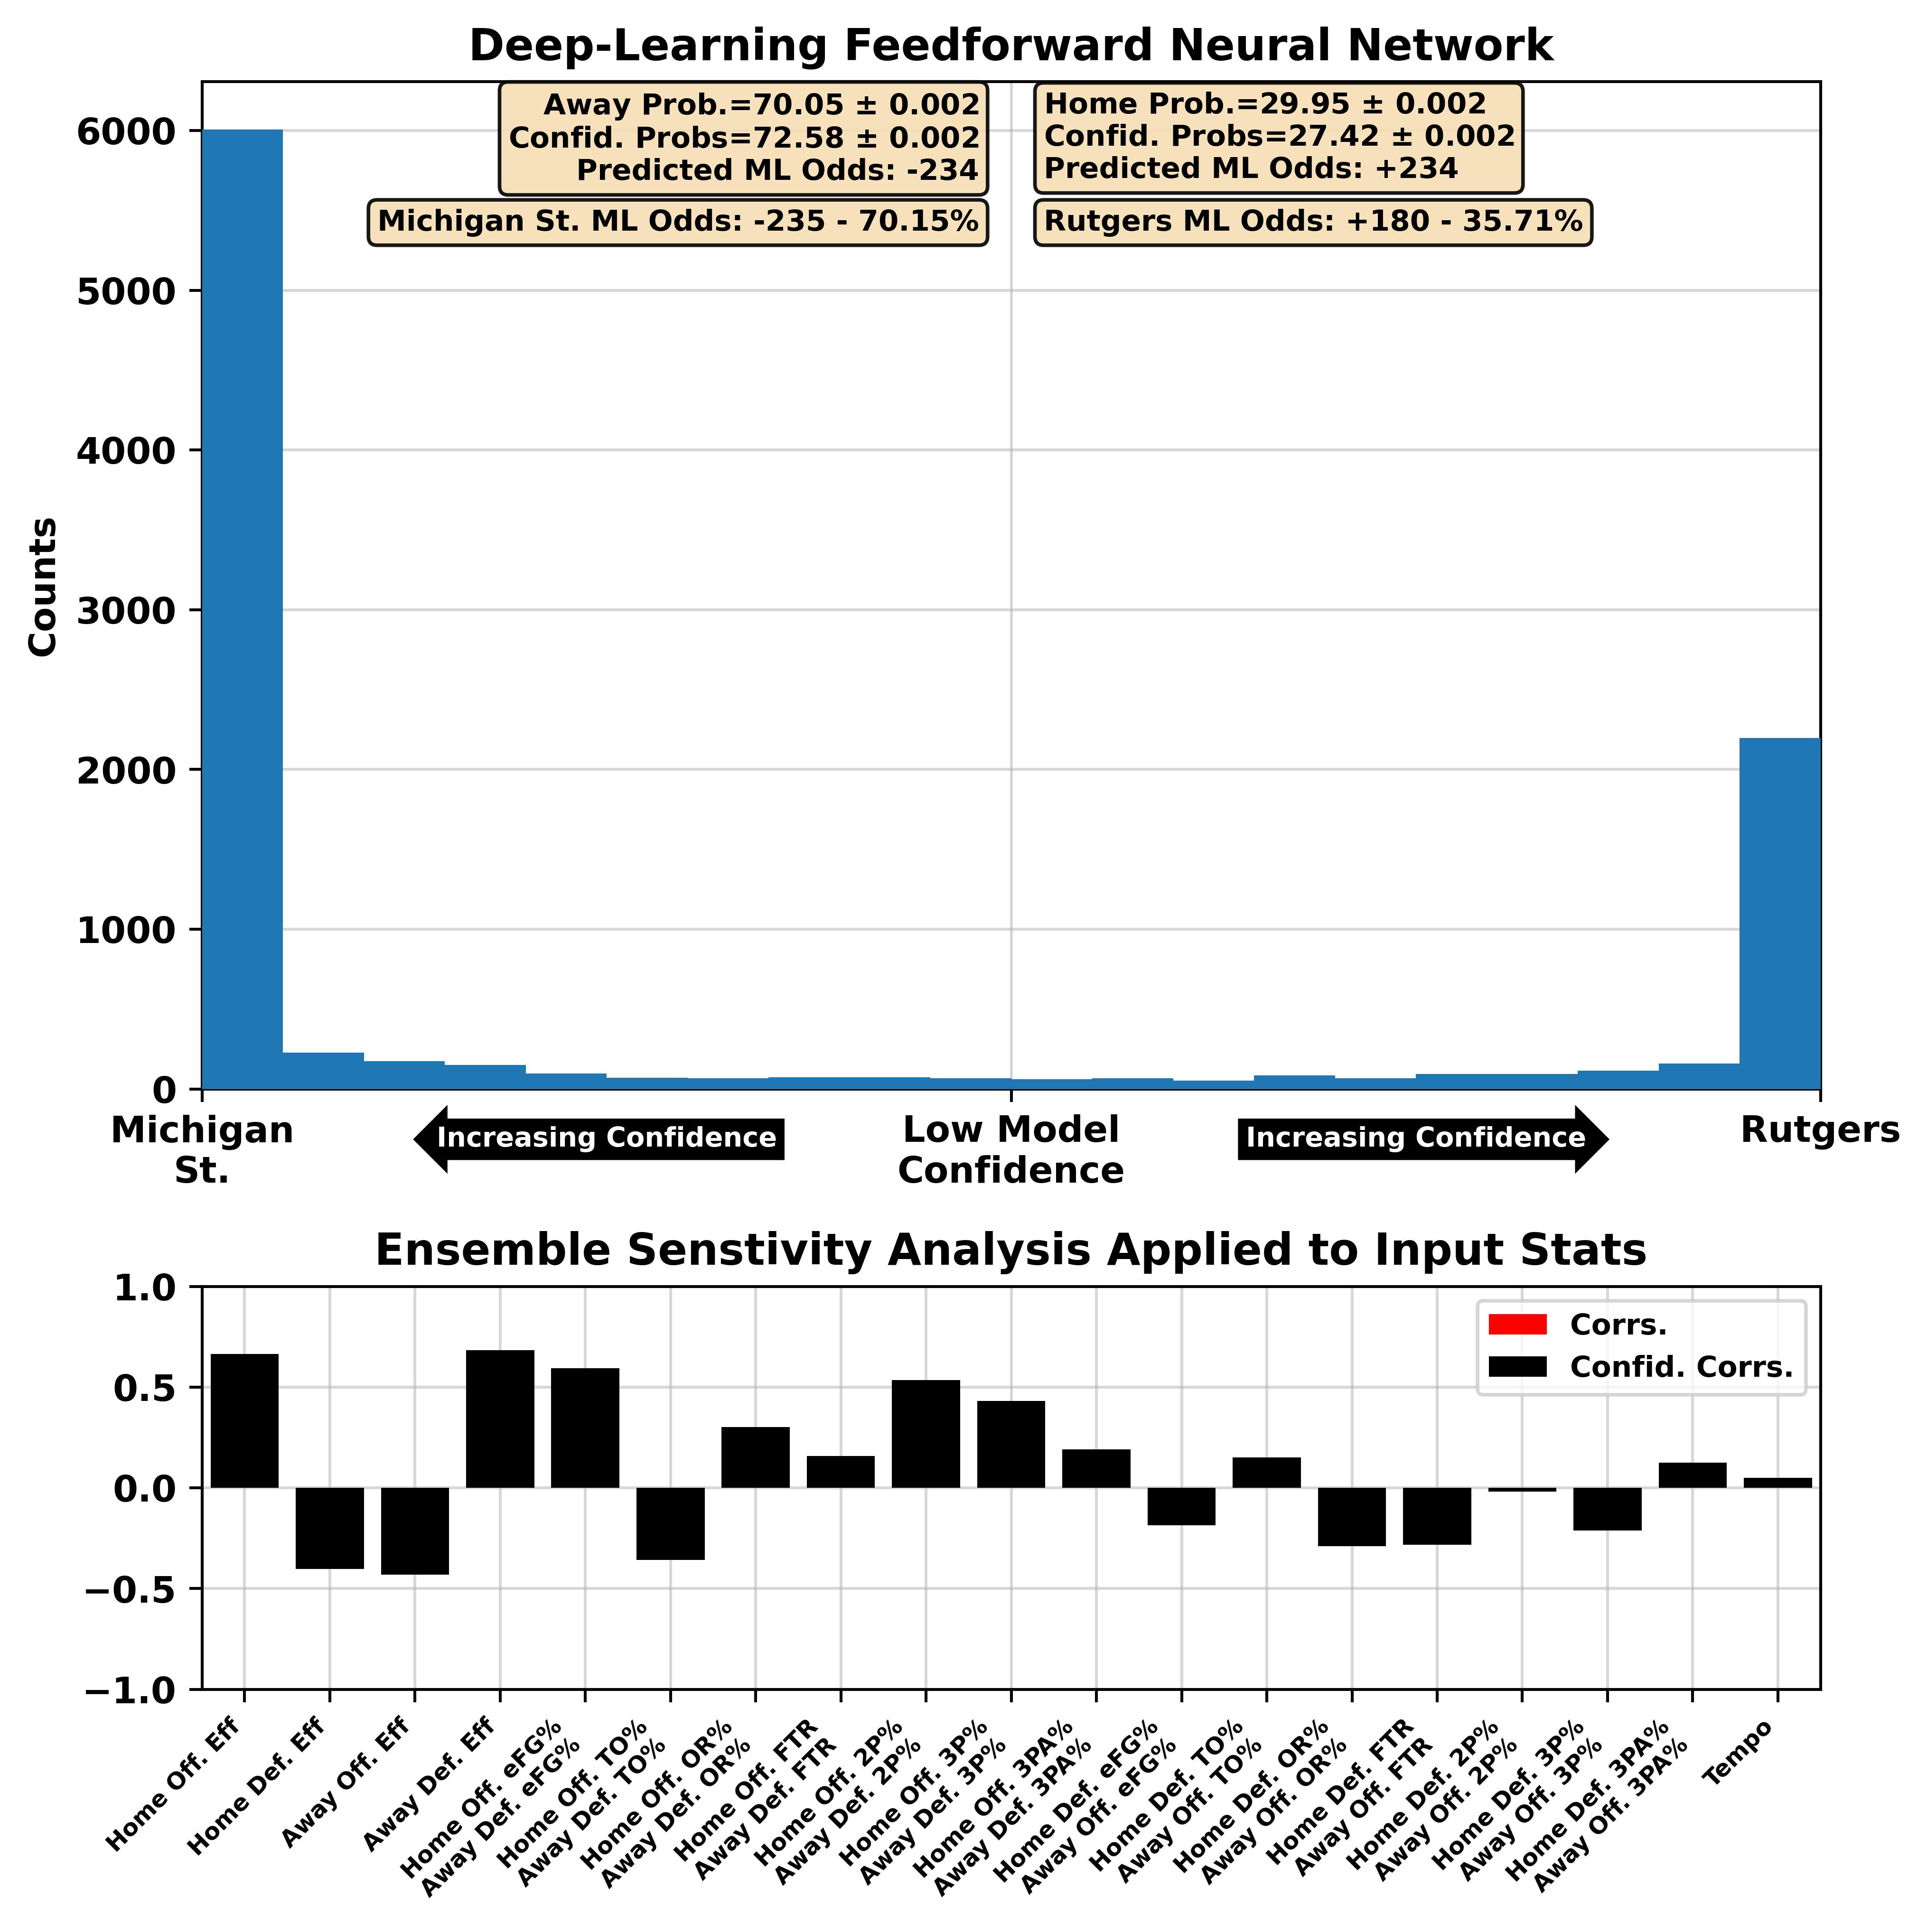 Deep-Learning Feedforward Neural Network
Away Prob.=70.05 ± 0.002
Confid. Probs=72.58 ± 0.002
Predicted ML Odds: -234
Home Prob.=29.95 ± 0.002
Confid. Probs=27.42 ± 0.002
Predicted ML Odds: +234
Michigan St. ML Odds: -235 - 70.15%
Rutgers ML Odds: +180 - 35.71%
Counts
6000
5000
4000
3000
2000
1000
0
Michigan
St.
Increasing Confidence
Low Model
Confidence
Increasing Confidence
Rutgers
Ensemble Senstivity Analysis Applied to Input Stats
1.0
0.5
0.0
−0.5
−1.0
Corrs.
Confid. Corrs.
Home Off. Eff
Home Def. Eff
Away Off. Eff
Away Def. Eff
Home Off. eFG%
Away Def. eFG%
Home Off. TO%
Away Def. TO%
Home Off. OR%
Away Def. OR%
Home Off. FTR
Away Def. FTR
Home Off. 2P%
Away Def. 2P%
Home Off. 3P%
Away Def. 3P%
Home Off. 3PA%
Away Def. 3PA%
Home Def. eFG%
Away Off. eFG%
Home Def. TO%
Away Off. TO%
Home Def. OR%
Away Off. OR%
Home Def. FTR
Away Off. FTR
Home Def. 2P%
Away Off. 2P%
Home Def. 3P%
Away Off. 3P%
Home Def. 3PA%
Away Off. 3PA%
Tempo